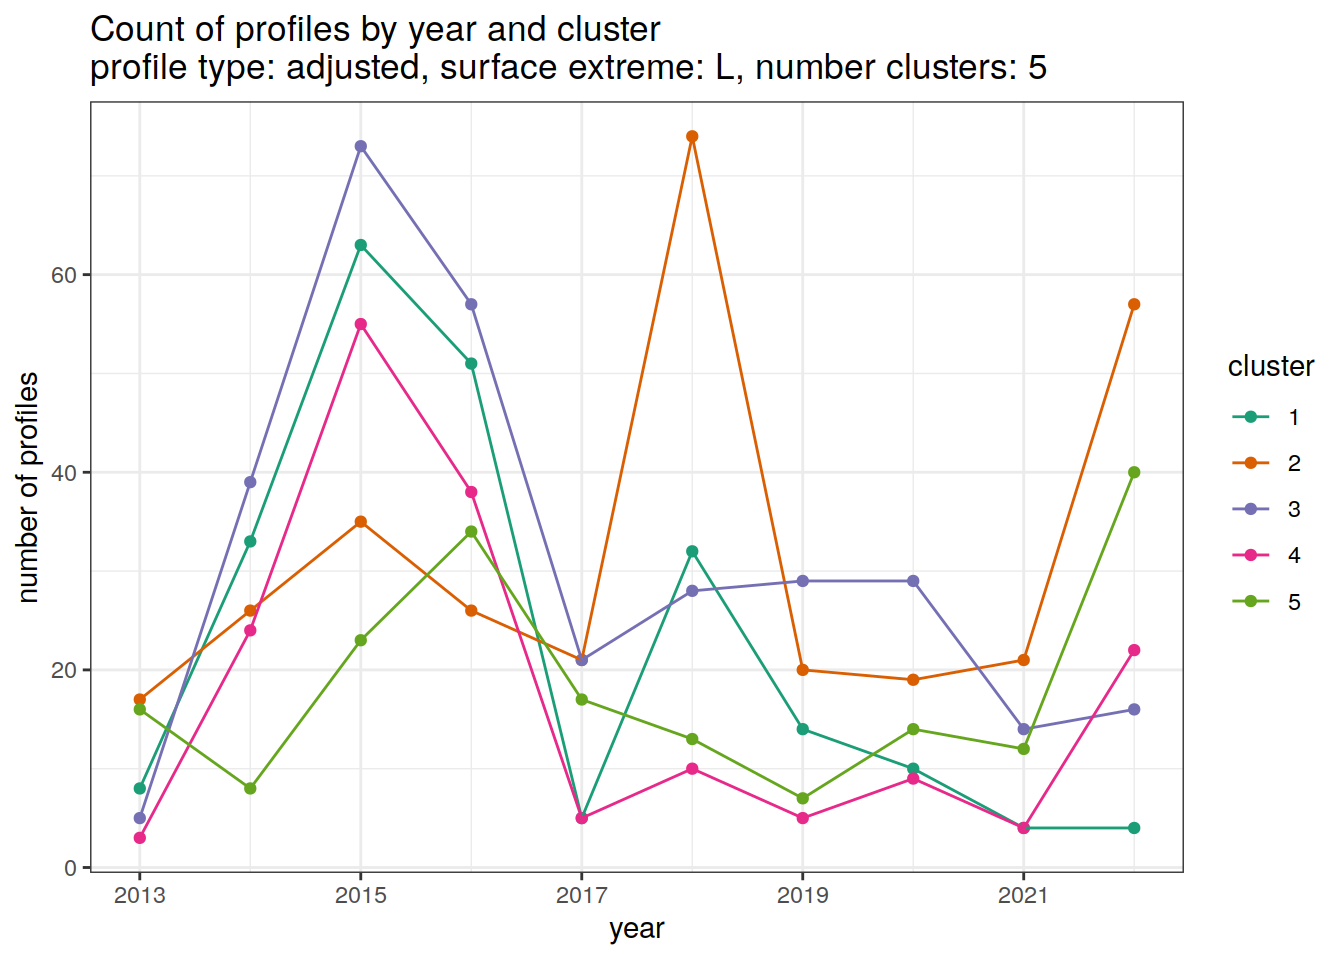 Count of profiles by year and cluster
profile type: adjusted, surface extreme: L, number clusters: 5
number of profiles
60
40
20
0
2013 2015 2017 2019 2021
year
cluster
1
2
3
4
5